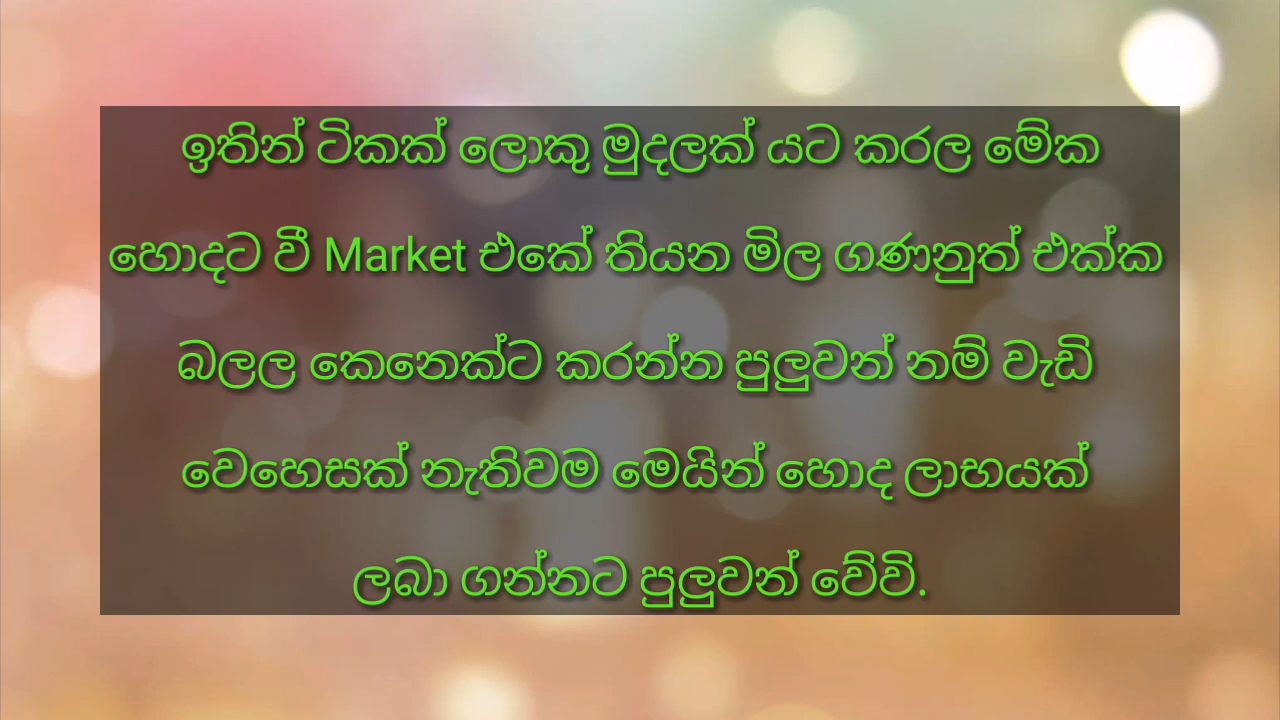 ඉතින් ටිකක් ලොකු මුදලක් යට කරල මේක
හොදට වී Market එකේ තියන මිල ගණනුත් එක්ක
බලල කෙනෙක්ට කරන්න පුලුවන් නම් වැඩි
වෙහෙසක් නැතිවම මෙයින් හොද ලාභයක්
ලබා ගන්නට පුලුවන් වේවි.